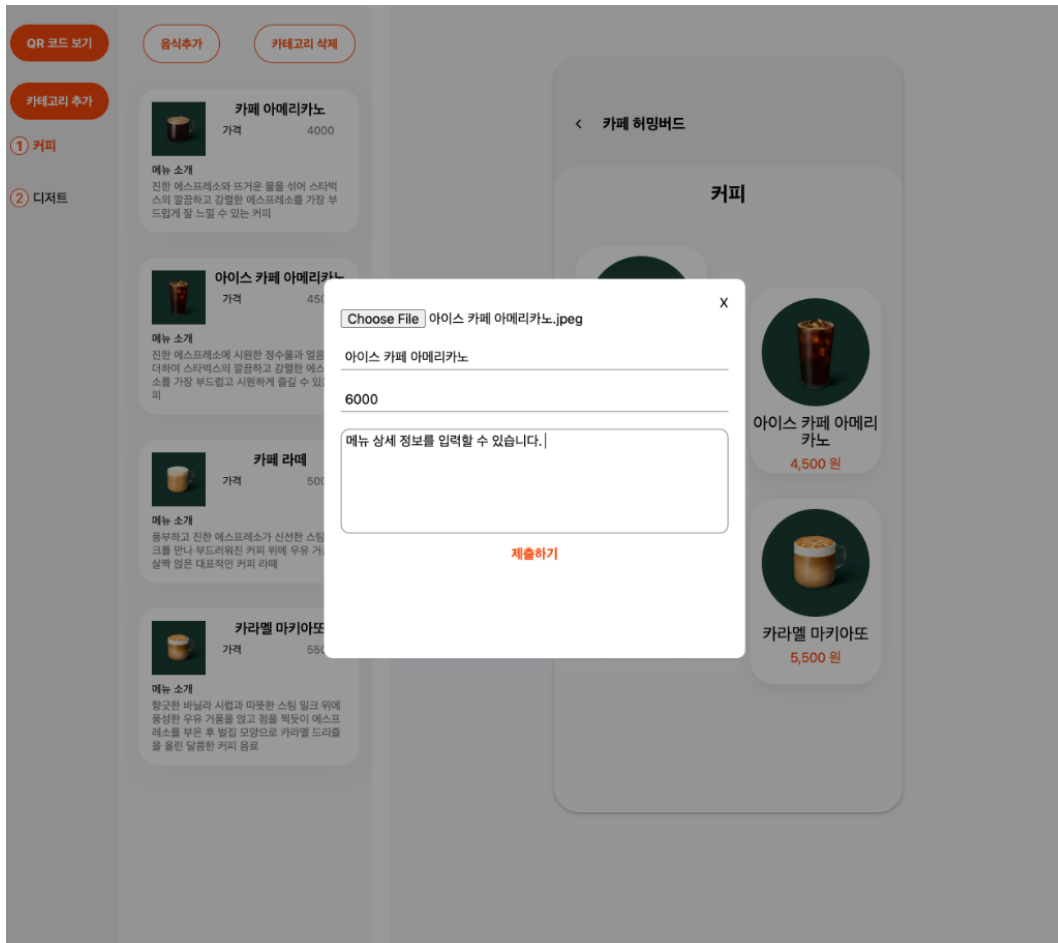 QR 코드 보기
카테고리 추가
1 커피
2 디저트
음식추가
카테고리 삭제
카페 아메리카노
가격 4000
메뉴 소개
진한 에스프레소와 뜨거운 물을 섞어 스타벅
스의 깔끔하고 강렬한 에스프레소를 가장 부
드럽게 잘 느낄 수 있는 커피
아이스 카페 아메리카노
가격
메뉴 소개
진한 에스프레소에 시원한 정수물과 얼음
더하여 스타벅스의 깔끔하고 강렬한
소를 가장 부드럽고 시원하게 즐길 수
피
카페 라떼
가격
메뉴 소개
풍부하고 진한 에스프레소가 신선한 스팀
크를 만나 부드러워진 커피 위에 우유
살짝 얹은 대표적인 커피 라떼
카라멜 마키아또
가격
메뉴 소개
향긋한 바닐라 시럽과 따뜻한 스팀 밀크 위에
풍성한 우유 거품을 얹고 점을 찍듯이 에스프
레소를 부은 후 벌집 모양으로 카라멜 드리즐
을 올린 달콤한 커피 음료
X
Choose File 아이스 카페 아메리카노.jpeg
아이스 카페 아메리카노
6000
메뉴 상세 정보를 입력할 수 있습니다.
제출하기
< 카페 허밍버드
커피
아이스 카페 아메리
카노
4,500 원
카라멜 마키아또
5,500 원